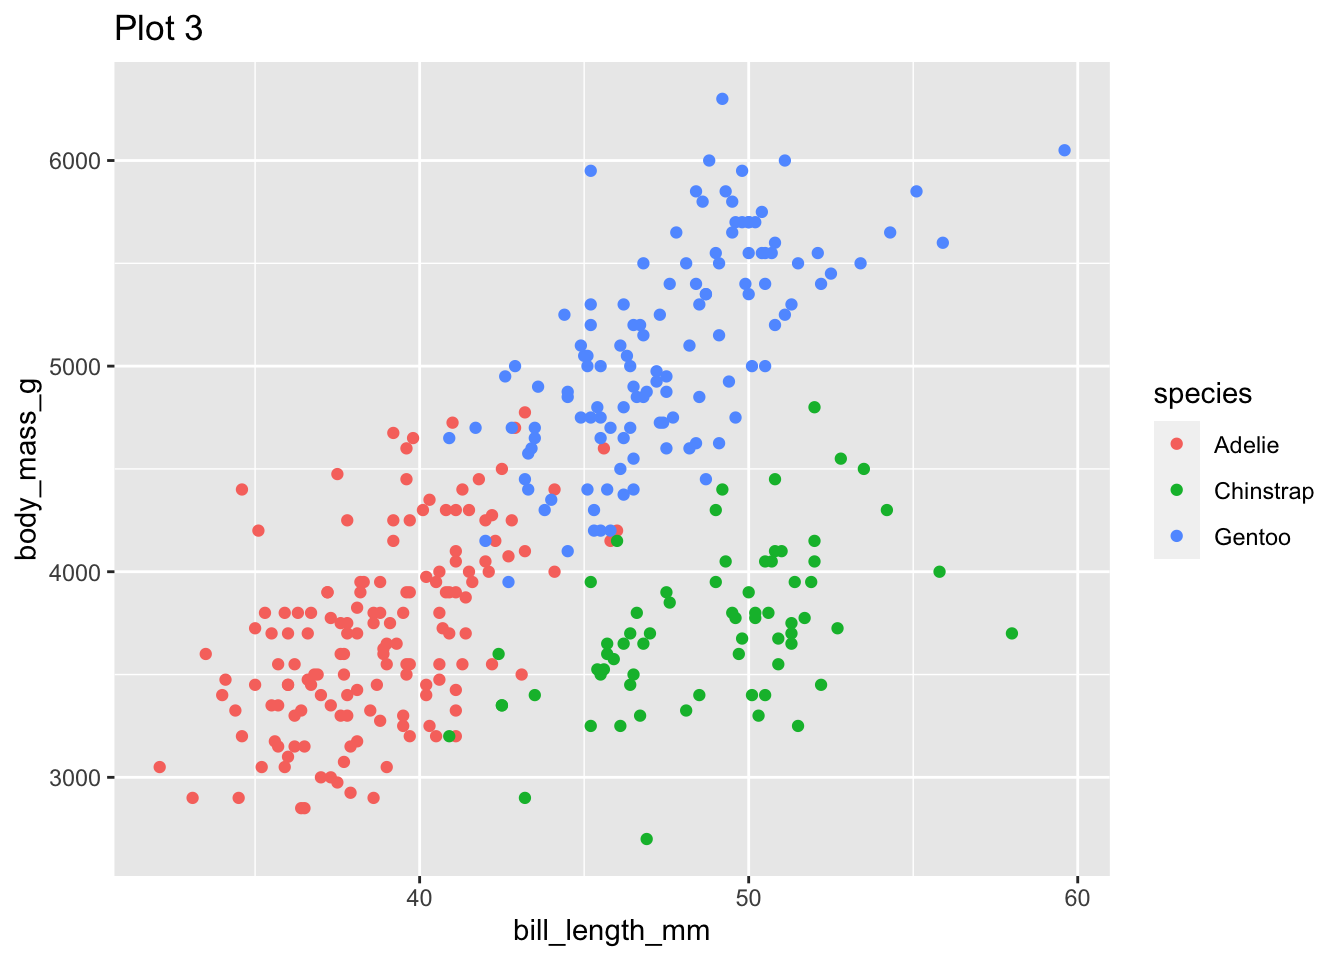 Plot 3
6000
5000
4000
3000
body_mass_g
40
50
60
bill_length_mm
species
Adelie
Chinstrap
Gentoo